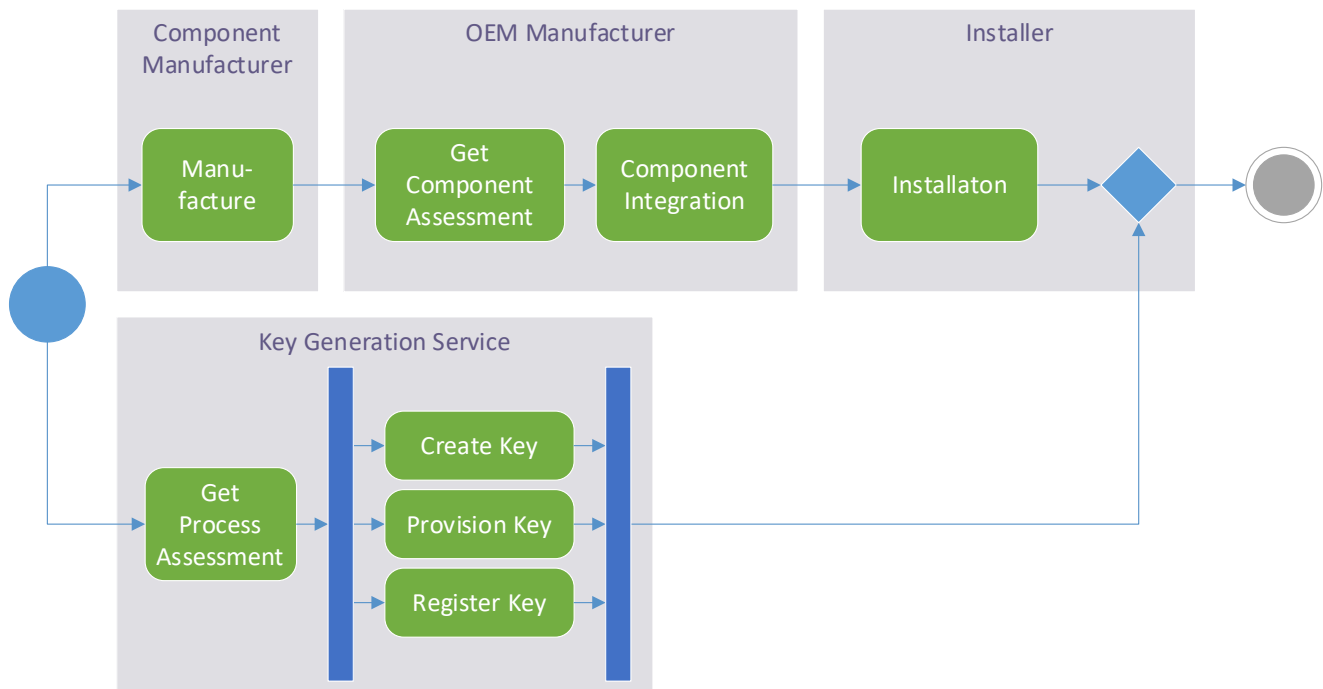 Component
Manufacturer
OEM Manufacturer
Installer
Manu-
facture
Get
Component
Assessment
Component
Integration
Installaton
Key Generation Service
Create Key
Get
Process
Assessment
Provision Key
Register Key